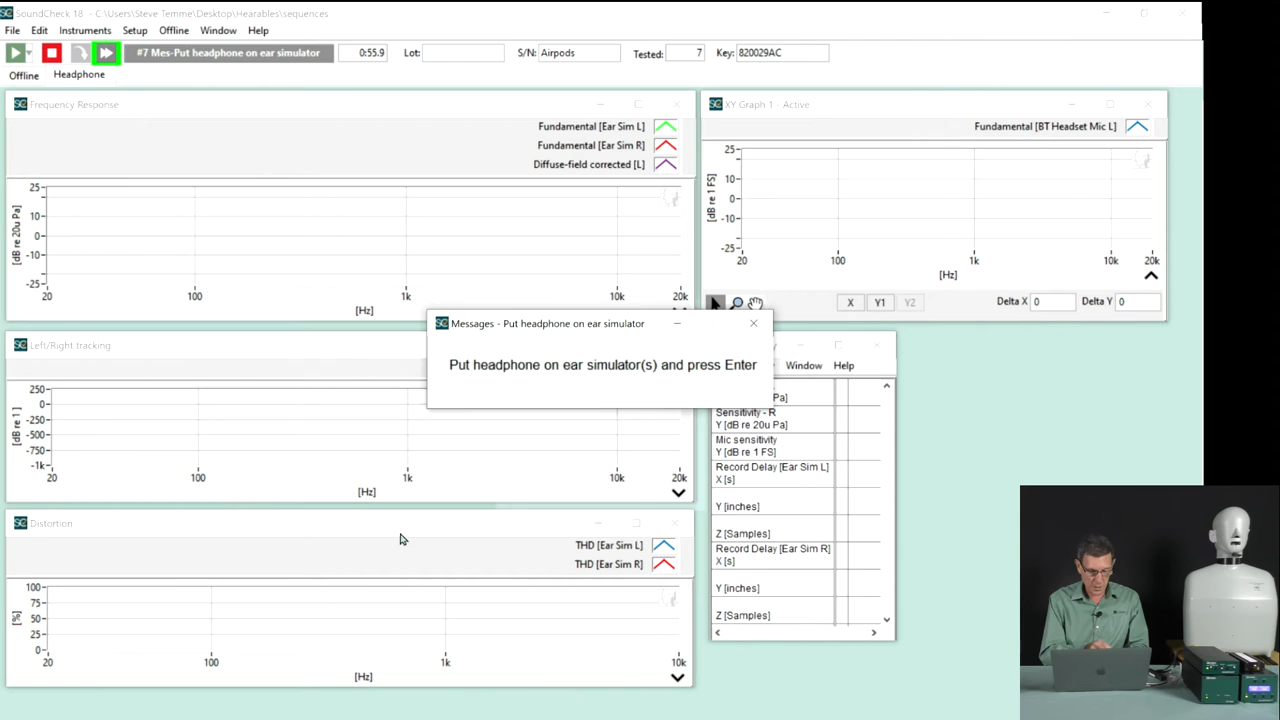 SoundCheck 18 - C:\Users\Steve Temme\Desktop\Hearables\sequences
File Edit Instruments Setup Offline Window Help
#7 Mes-Put headphone on ear simulator 0:55.9 Lot: S/N: Airpods Tested: 7 Key: 820029AC
Offline Headphone
Frequency Response
Fundamental [Ear Sim L]
Fundamental [Ear Sim R]
Diffuse-field corrected [L]
[dB re 20u Pa]
25
10
0
-10
-25
20 100 1k 10k 20k
[Hz]
XY Graph 1 - Active
Fundamental [BT Headset Mic L]
[dB re 1 FS]
25
10
0
-10
-25
20 100 1k 10k 20k
[Hz]
X Y1 Y2 Delta X 0 Delta Y 0
Messages - Put headphone on ear simulator
Put headphone on ear simulator(s) and press Enter
Left/Right tracking
[dB re 1]
250
0
-250
-500
-750
-1k
20 100 1k 10k 20k
[Hz]
Window Help
Pa]
Sensitivity - R
Y [dB re 20u Pa]
Mic sensitivity
Y [dB re 1 FS]
Record Delay [Ear Sim L]
X [s]
Y [inches]
Z [Samples]
Record Delay [Ear Sim R]
X [s]
Y [inches]
Z [Samples]
Distortion
THD [Ear Sim L]
THD [Ear Sim R]
[%]
100
75
50
25
0
20 100 1k 10k
[Hz]